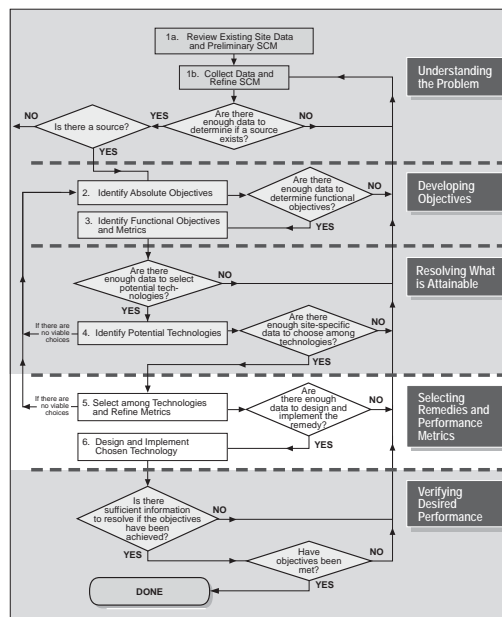 1a. Review Existing Site Data
and Preliminary SCM
1b. Collect Data and
Refine SCM
Understanding
the Problem
NO
Is there a source?
YES
Are there
enough data to
determine if a source
exists?
NO
YES
2. Identify Absolute Objectives
Are there
enough data to
determine functional
objectives?
NO
Developing
Objectives
YES
3. Identify Functional Objectives
and Metrics
Are there
enough data to select
potential tech-
nologies?
NO
Resolving What
is Attainable
YES
If there are
no viable
choices
4. Identify Potential Technologies
Are there
enough site-specific
data to choose among
technologies?
NO
YES
If there are
no viable
choices
5. Select among Technologies
and Refine Metrics
Are
there enough
data to design and
implement the
remedy?
NO
Selecting
Remedies and
Performance
Metrics
YES
6. Design and Implement
Chosen Technology
Is there
sufficient information
to resolve if the objectives
have been
achieved?
NO
Verifying
Desired
Performance
YES
Have
objectives been
met?
NO
YES
DONE